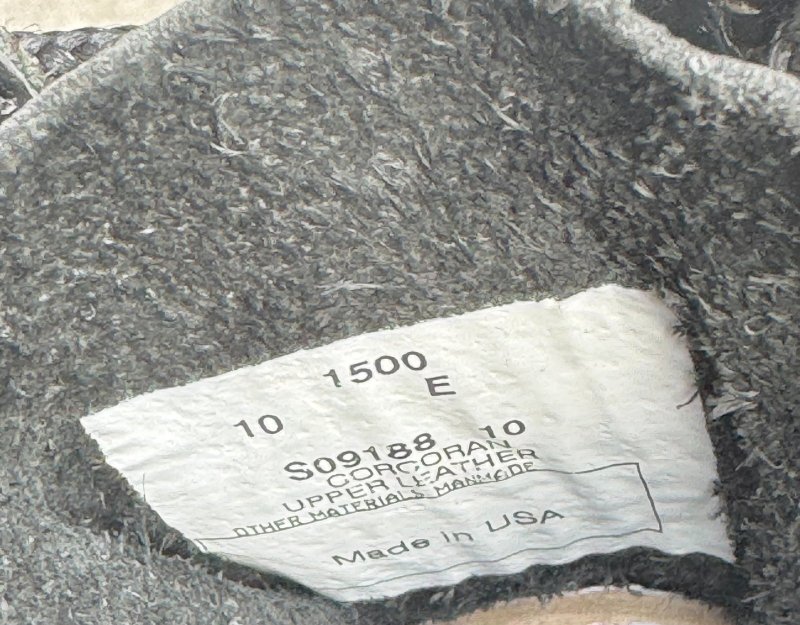 1500
10 E
S09188 10
CORCORAN
UPPER LEATHER
OTHER MATERIALS MANMADE
Made in USA